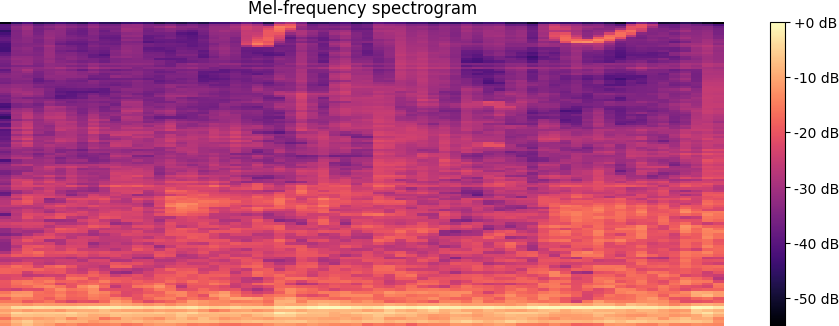 Mel-frequency spectrogram
+0 dB
-10 dB
-20 dB
-30 dB
-40 dB
-50 dB